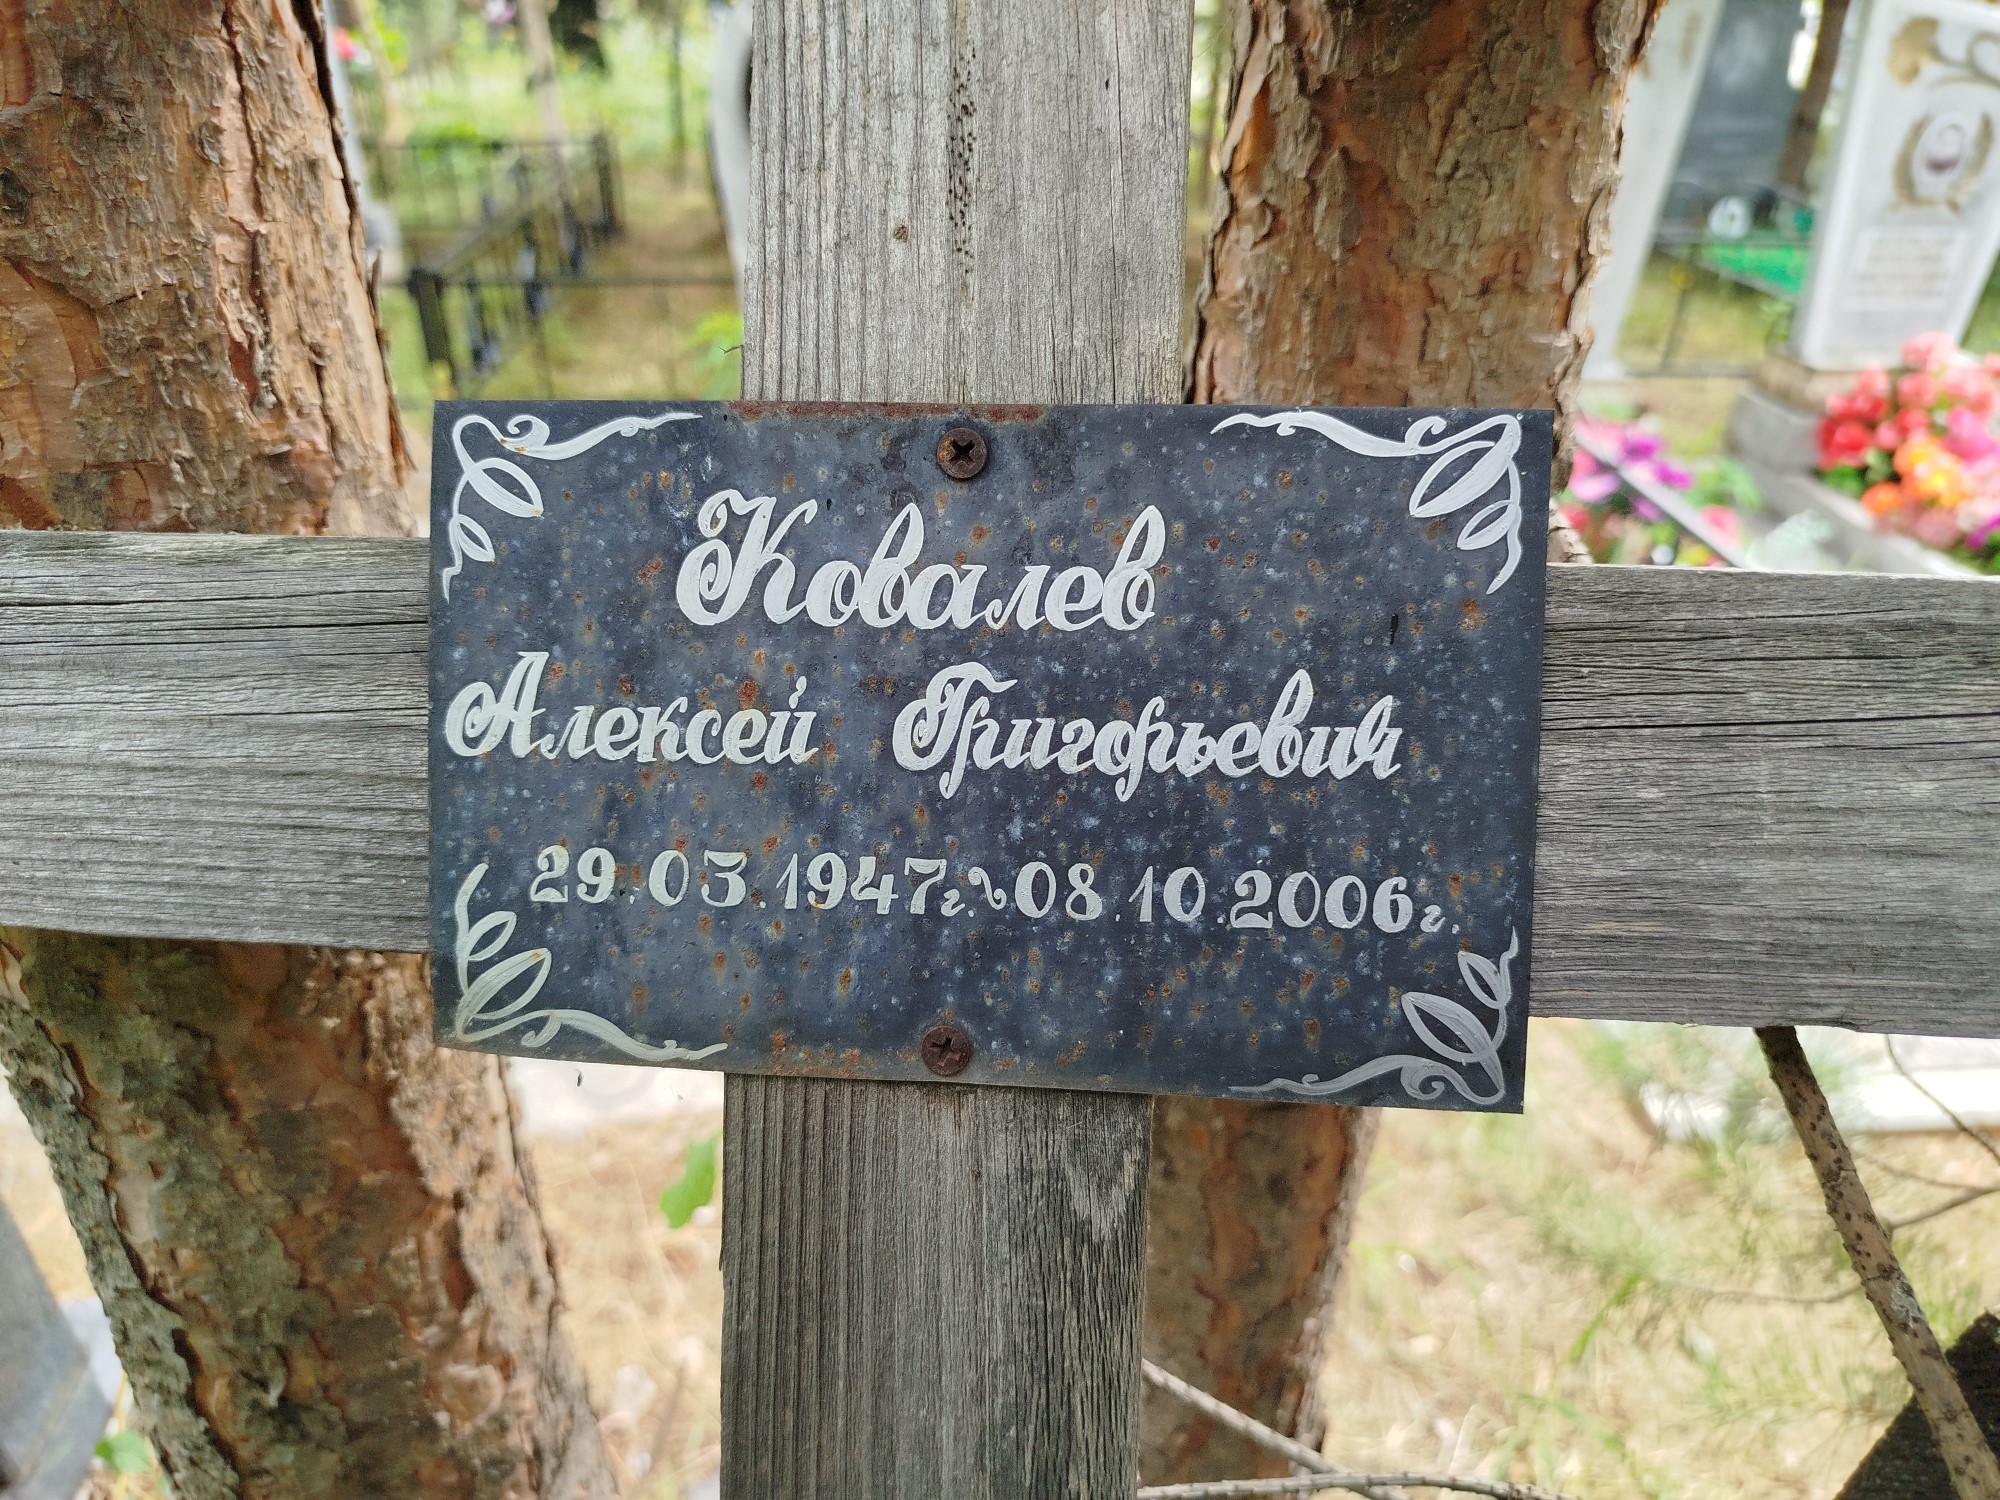 Ковалев
Алексей Григорьевич
29.03.1947г.~08.10.2006г.